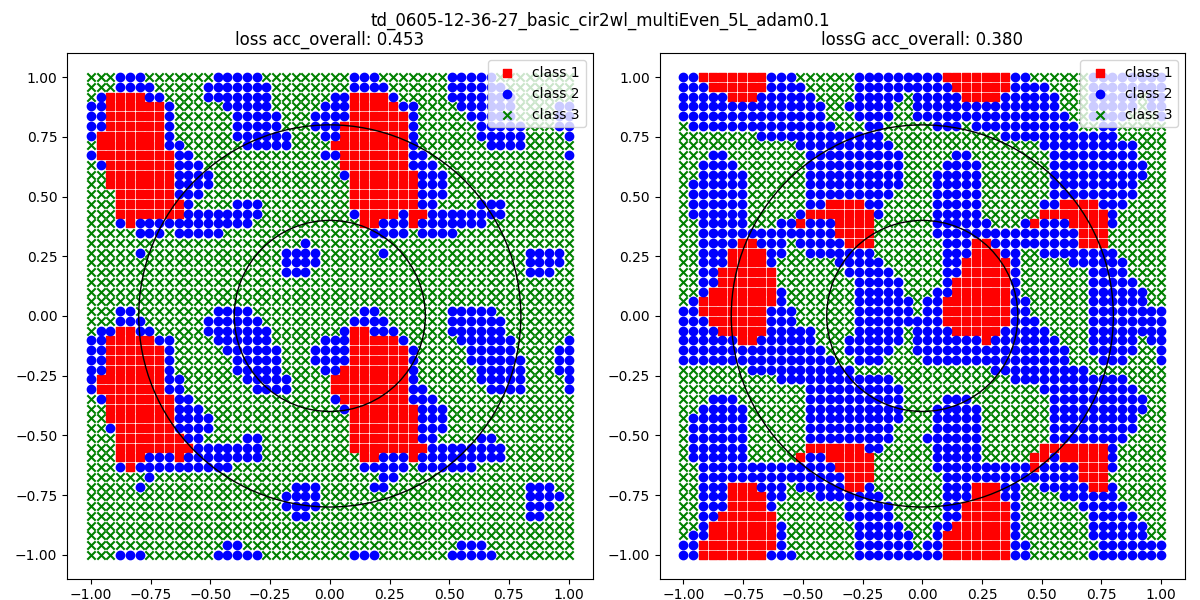 td_0605-12-36-27_basic_cir2wl_multiEven_5L_adam0.1
loss acc_overall: 0.453
lossG acc_overall: 0.380
class 1
class 2
class 3
class 1
class 2
class 3
1.00
0.75
0.50
0.25
0.00
−0.25
−0.50
−0.75
−1.00
−1.00 −0.75 −0.50 −0.25 0.00 0.25 0.50 0.75 1.00
1.00
0.75
0.50
0.25
0.00
−0.25
−0.50
−0.75
−1.00
−1.00 −0.75 −0.50 −0.25 0.00 0.25 0.50 0.75 1.00